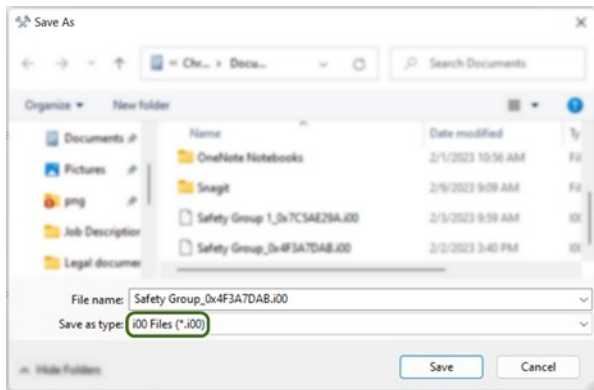 Save As
« Chr... › Docu...
Search Documents
Organize
New folder
Name
Date modified
Ty
Documents
Pictures
png
Job Description
Legal documen
OneNote Notebooks 2/1/2023 10:56 AM
Snagit 2/9/2023 9:09 AM
Safety Group 1_0x7C5AE29A.i00 2/3/2023 9:59 AM
Safety Group_0x4F3A7DAB.i00 2/2/2023 3:40 PM
File name: Safety Group_0x4F3A7DAB.i00
Save as type: i00 Files (*.i00)
Hide Folders
Save
Cancel